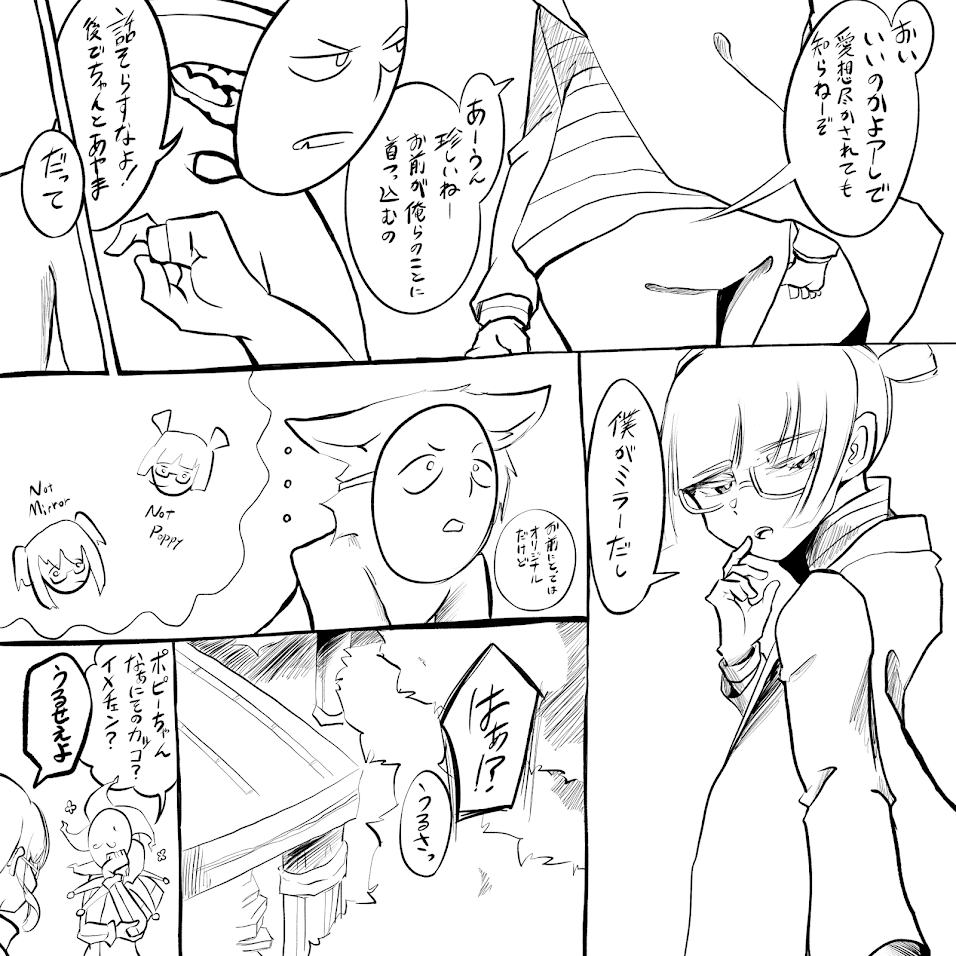 おい
いいのかよアレで
愛想尽かされても
知らねーぞ
あーうん
珍しいねー
お前が俺らのことに
首つっ込むの
話そらすなよ!
後でちゃんとあやま
だって
僕がミラーだし
お前にとっては
オリジナル
だけど
Not
Poppy
Not
Mirror
はぁ!?
うるさっ
ポピーちゃん
なぁにてのカッコ?
イメチェン?
うるせえよ